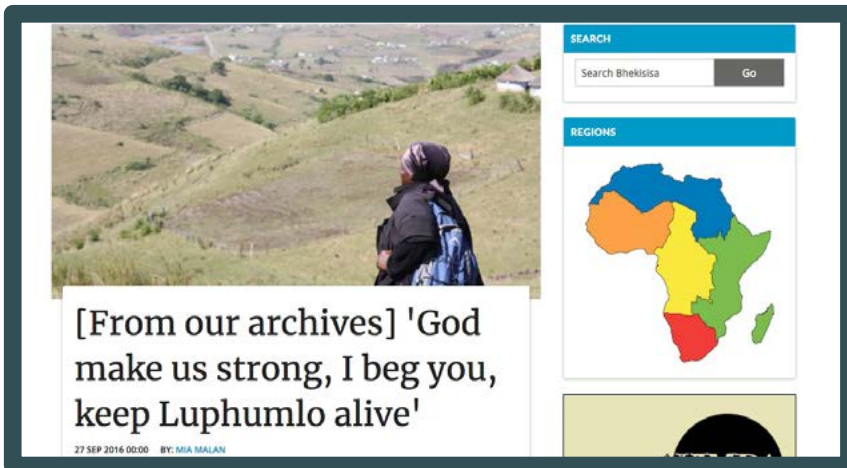 SEARCH
Search Bhekisisa
Go
REGIONS
[From our archives] 'God
make us strong, I beg you,
keep Luphumlo alive'
27 SEP 2016 00:00 BY: MIA MALAN